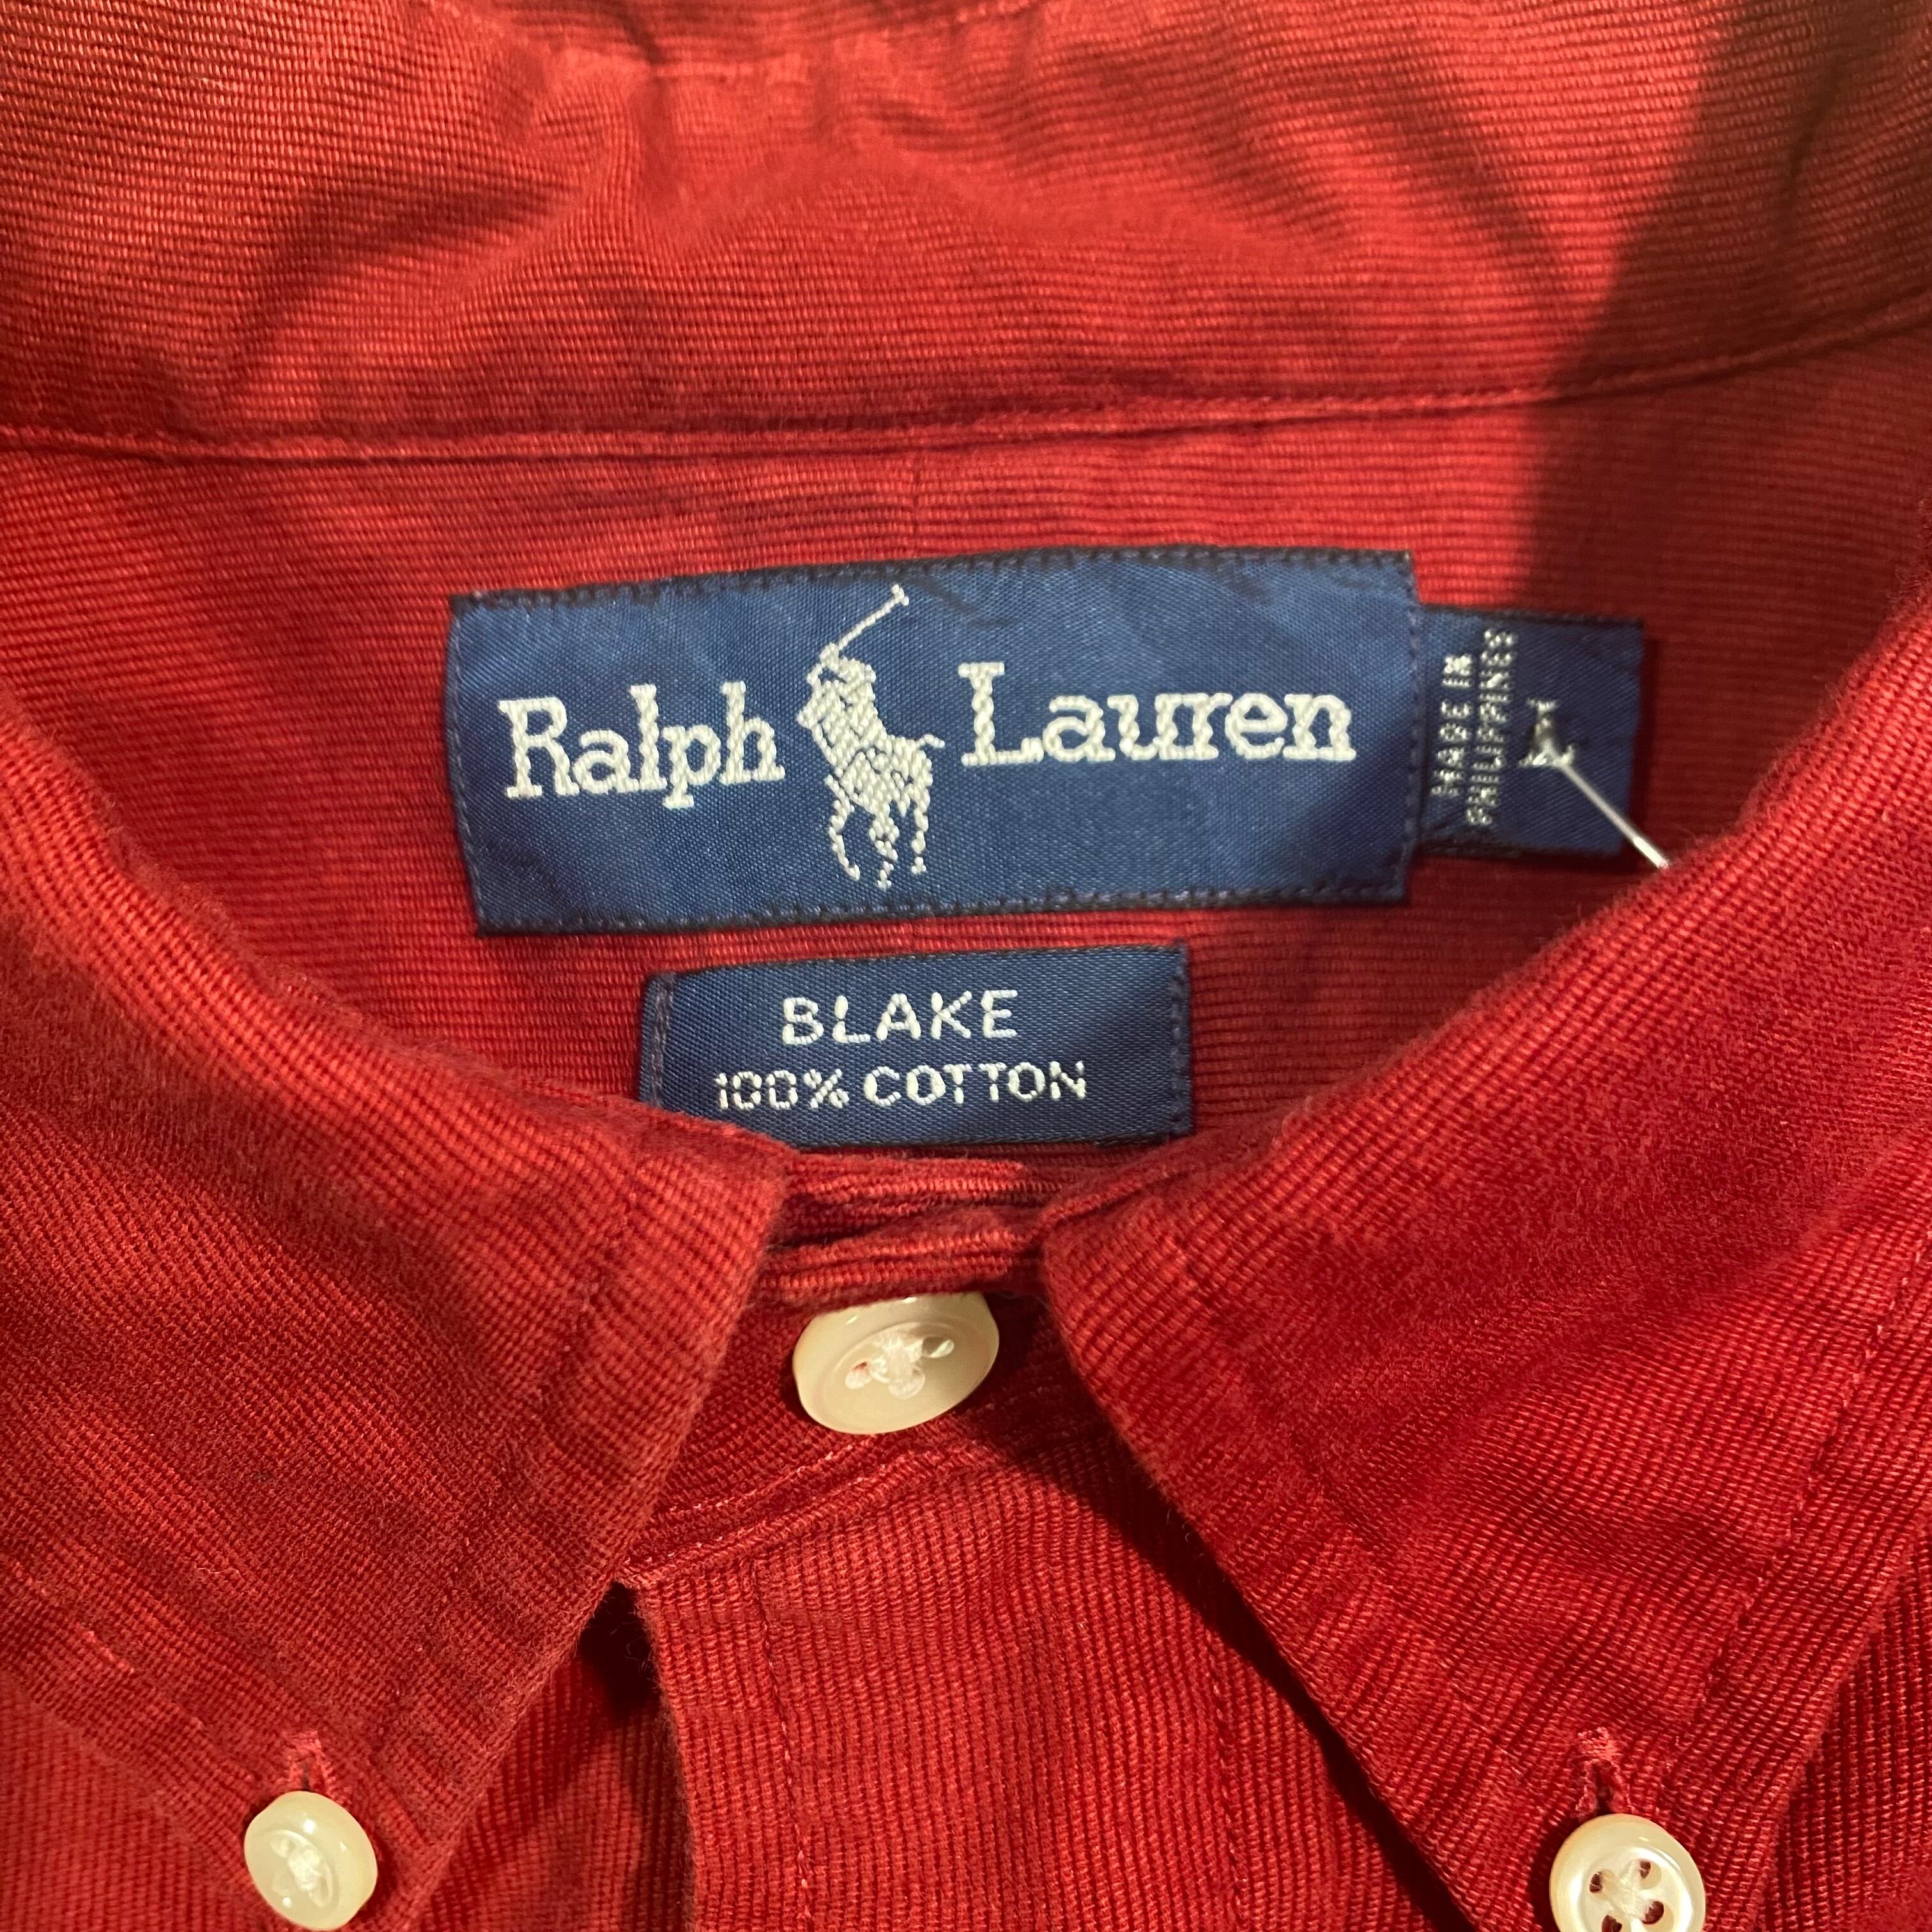 Ralph Lauren
MADE IN
PHILIPPINES
L
BLAKE
100% COTTON